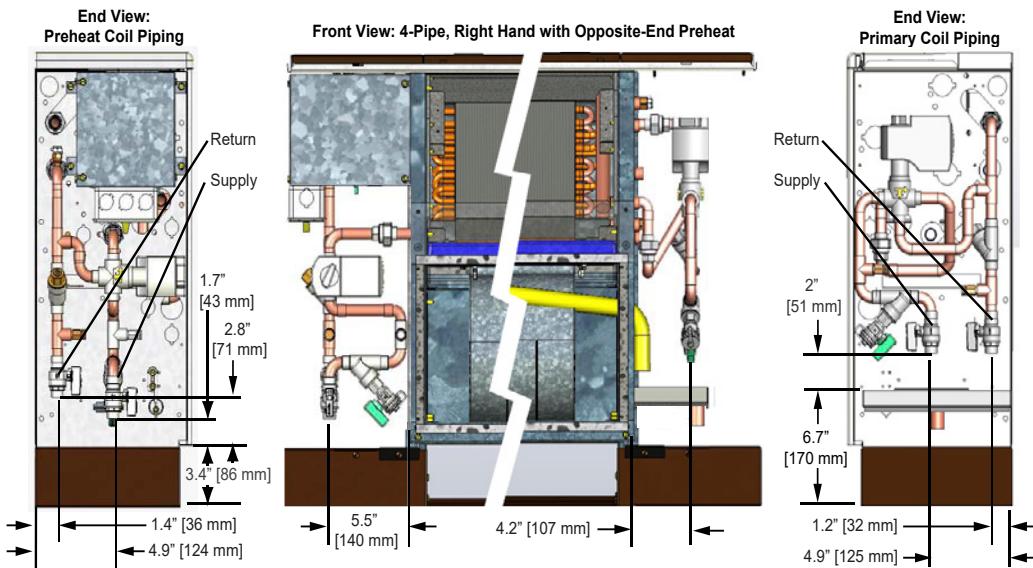 End View:
Preheat Coil Piping
Front View: 4-Pipe, Right Hand with Opposite-End Preheat
End View:
Primary Coil Piping
Return
Supply
1.7”
[43 mm]
2.8”
[71 mm]
3.4” [86 mm]
1.4” [36 mm]
4.9” [124 mm]
5.5”
[140 mm]
4.2” [107 mm]
Return
Supply
2”
[51 mm]
6.7”
[170 mm]
1.2” [32 mm]
4.9” [125 mm]